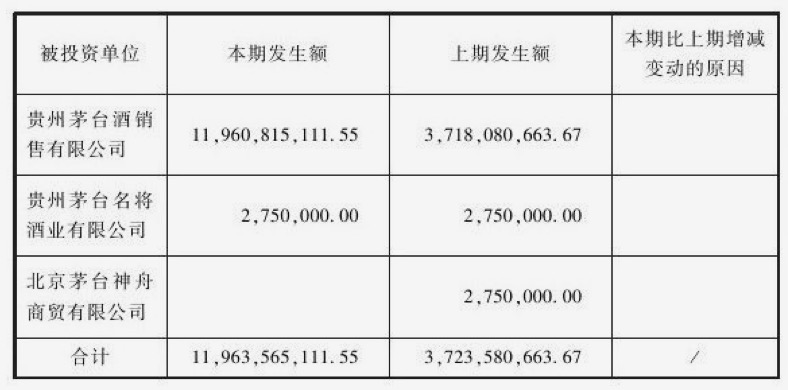 被投资单位 本期发生额 上期发生额 本期比上期增减
变动的原因
贵州茅台酒销
售有限公司 11,960,815,111.55 3,718,080,663.67
贵州茅台名将
酒业有限公司 2,750,000.00 2,750,000.00
北京茅台神舟
商贸有限公司 2,750,000.00
合计 11,963,565,111.55 3,723,580,663.67 /